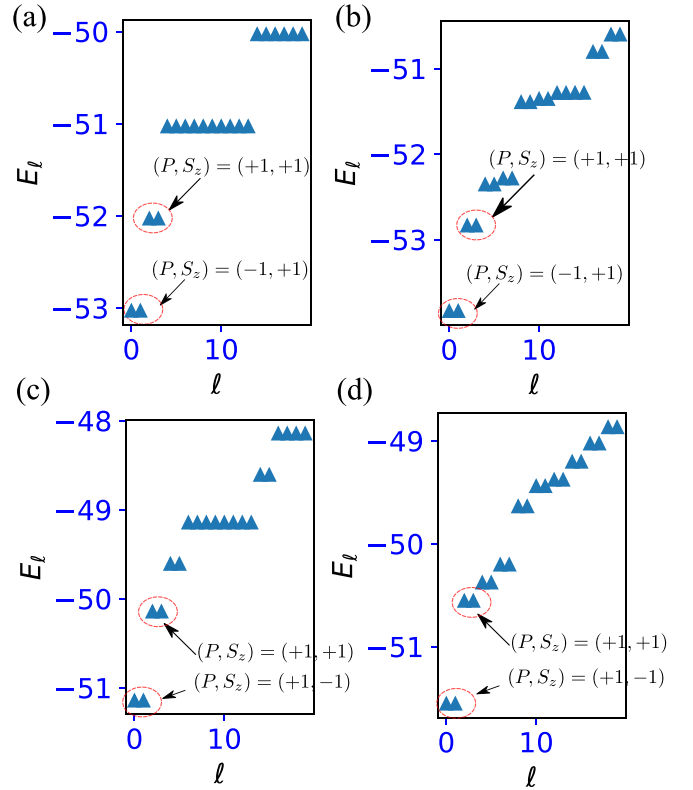 (a)
−50
−51
−52
−53
E_ℓ
(P, S_z) = (+1, +1)
(P, S_z) = (−1, +1)
0
10
ℓ
(b)
−51
−52
−53
E_ℓ
(P, S_z) = (+1, +1)
(P, S_z) = (−1, +1)
0
10
ℓ
(c)
−48
−49
−50
−51
E_ℓ
(P, S_z) = (+1, +1)
(P, S_z) = (+1, −1)
0
10
ℓ
(d)
−49
−50
−51
E_ℓ
(P, S_z) = (+1, +1)
(P, S_z) = (+1, −1)
0
10
ℓ